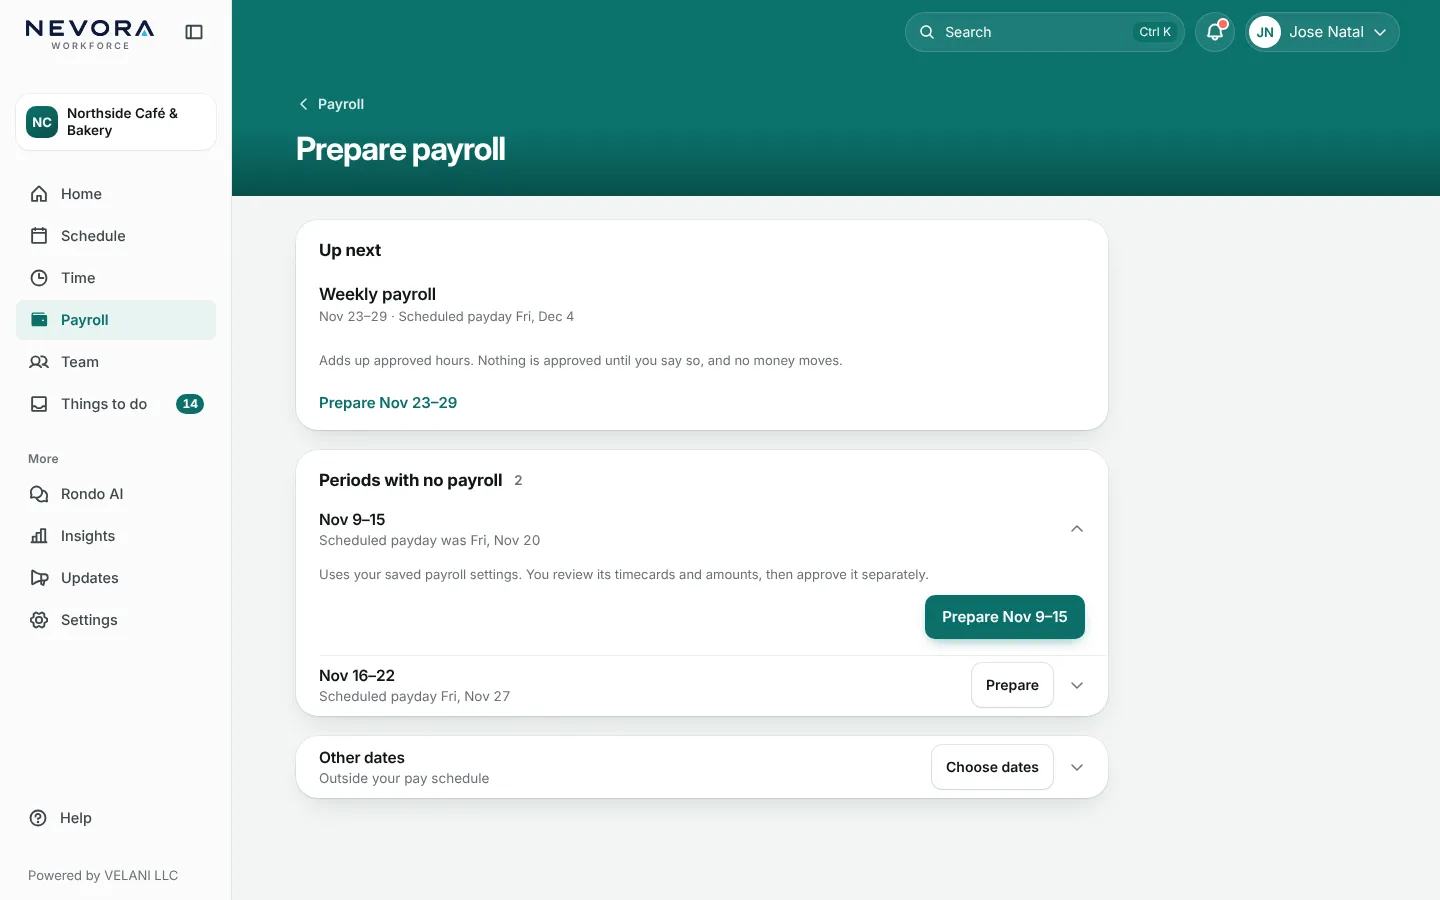 NEVORA
WORKFORCE
Search
Ctrl K
JN
Jose Natal
NC
Northside Café &
Bakery
Home
Schedule
Time
Payroll
Team
Things to do
14
More
Rondo AI
Insights
Updates
Settings
Help
Powered by VELANI LLC
Payroll
Prepare payroll
Up next
Weekly payroll
Nov 23–29 · Scheduled payday Fri, Dec 4
Adds up approved hours. Nothing is approved until you say so, and no money moves.
Prepare Nov 23–29
Periods with no payroll 2
Nov 9–15
Scheduled payday was Fri, Nov 20
Uses your saved payroll settings. You review its timecards and amounts, then approve it separately.
Prepare Nov 9–15
Nov 16–22
Scheduled payday Fri, Nov 27
Prepare
Other dates
Outside your pay schedule
Choose dates